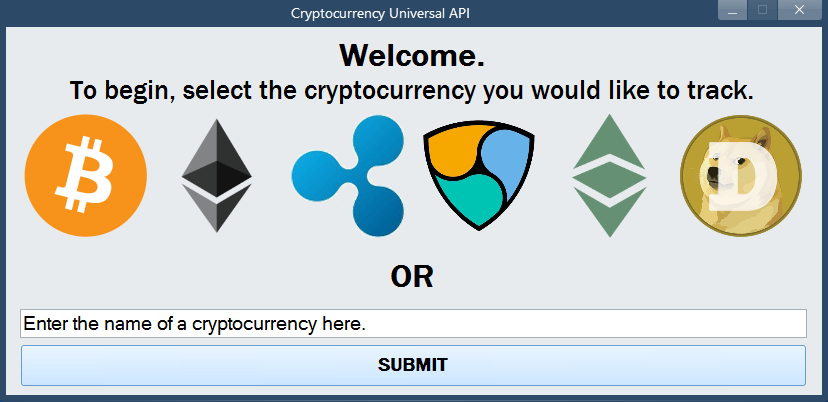 Cryptocurrency Universal API
Welcome.
To begin, select the cryptocurrency you would like to track.
₿
D
OR
Enter the name of a cryptocurrency here.
SUBMIT